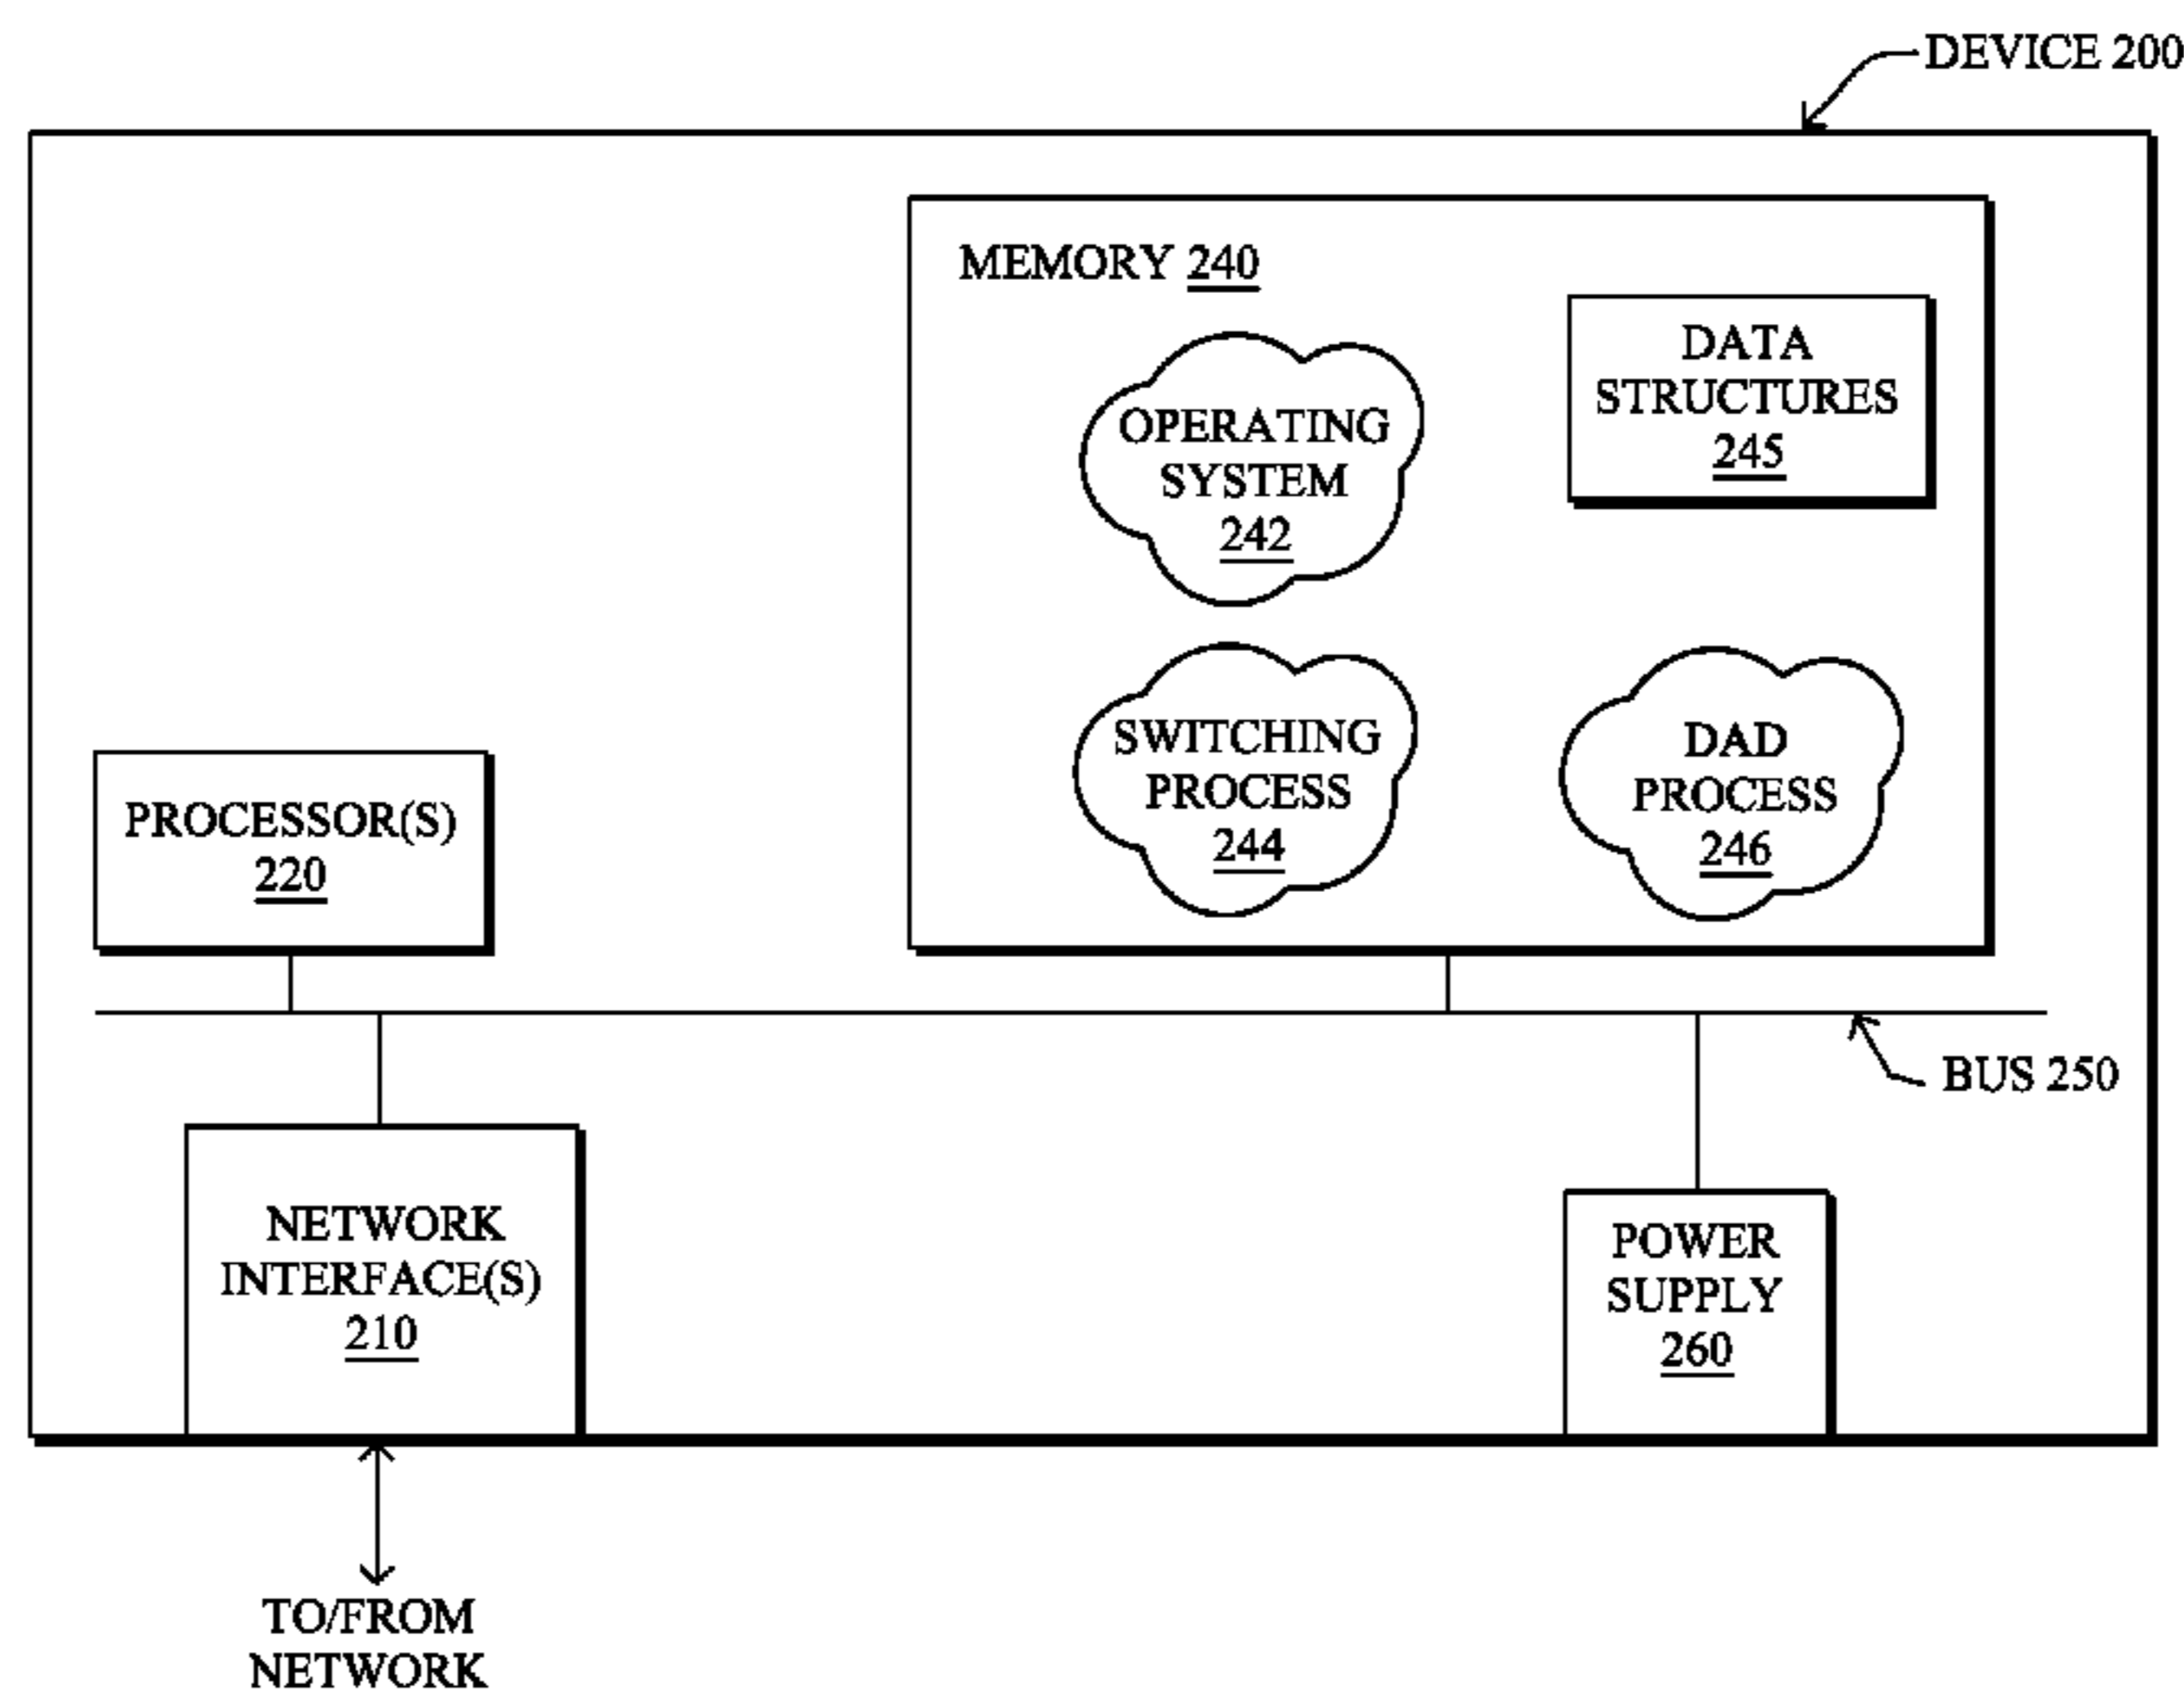 DEVICE 200
MEMORY 240
DATA
STRUCTURES
245
OPERATING
SYSTEM
242
SWITCHING
PROCESS
244
DAD
PROCESS
246
PROCESSOR(S)
220
BUS 250
NETWORK
INTERFACE(S)
210
POWER
SUPPLY
260
TO/FROM
NETWORK